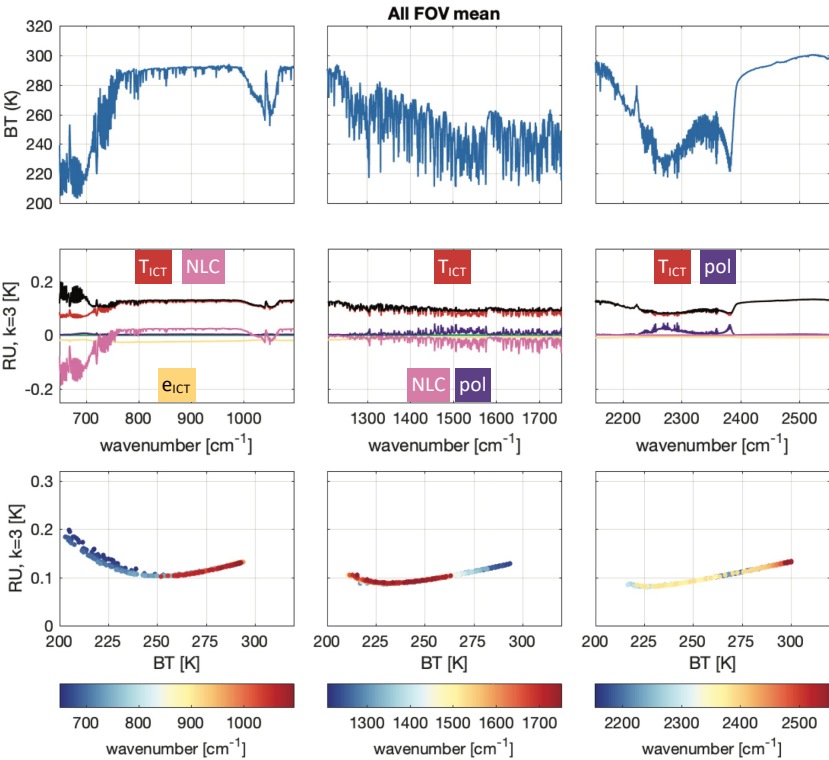 All FOV mean
BT (K)
320
300
280
260
240
220
200
RU, k=3 [K]
0.2
0
-0.2
T_ICT NLC
e_ICT
T_ICT
NLC pol
T_ICT pol
700 800 900 1000
1300 1400 1500 1600 1700
2200 2300 2400 2500
wavenumber [cm⁻¹]
wavenumber [cm⁻¹]
wavenumber [cm⁻¹]
RU, k=3 [K]
0.3
0.2
0.1
0
200 225 250 275 300
200 225 250 275 300
200 225 250 275 300
BT [K]
BT [K]
BT [K]
700 800 900 1000
1300 1400 1500 1600 1700
2200 2300 2400 2500
wavenumber [cm⁻¹]
wavenumber [cm⁻¹]
wavenumber [cm⁻¹]